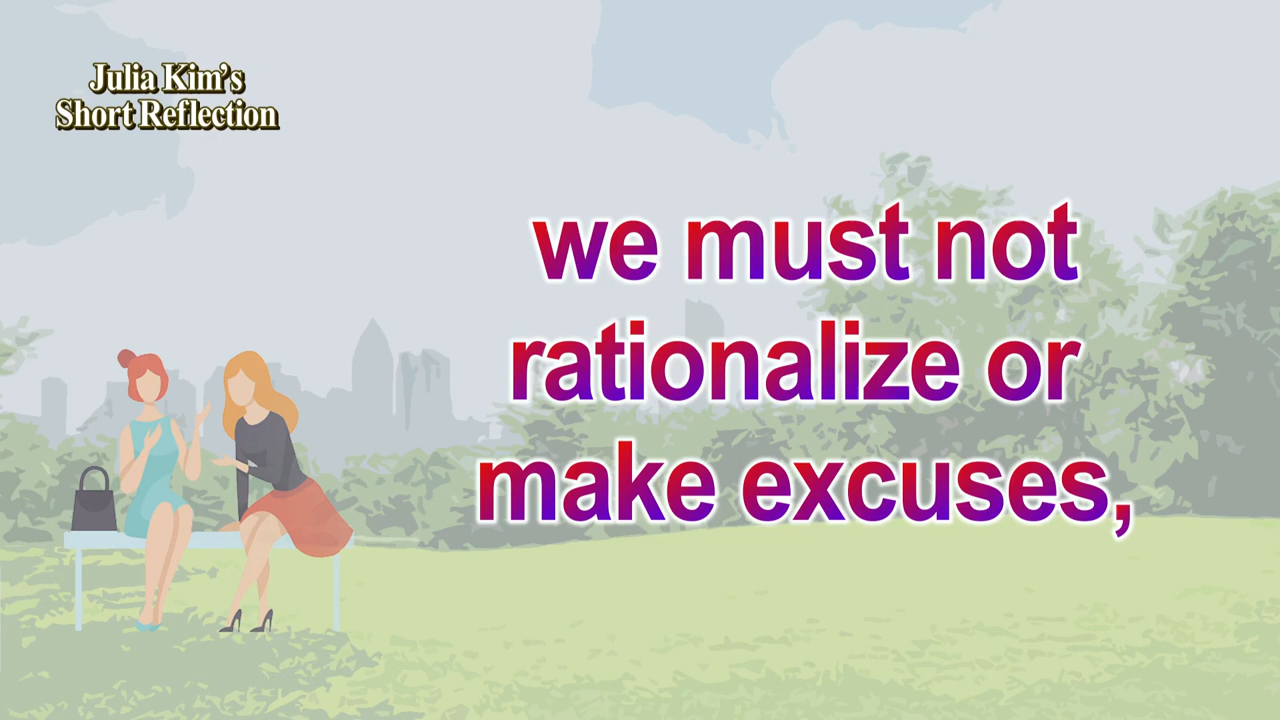 Julia Kim's
Short Reflection
we must not
rationalize or
make excuses,